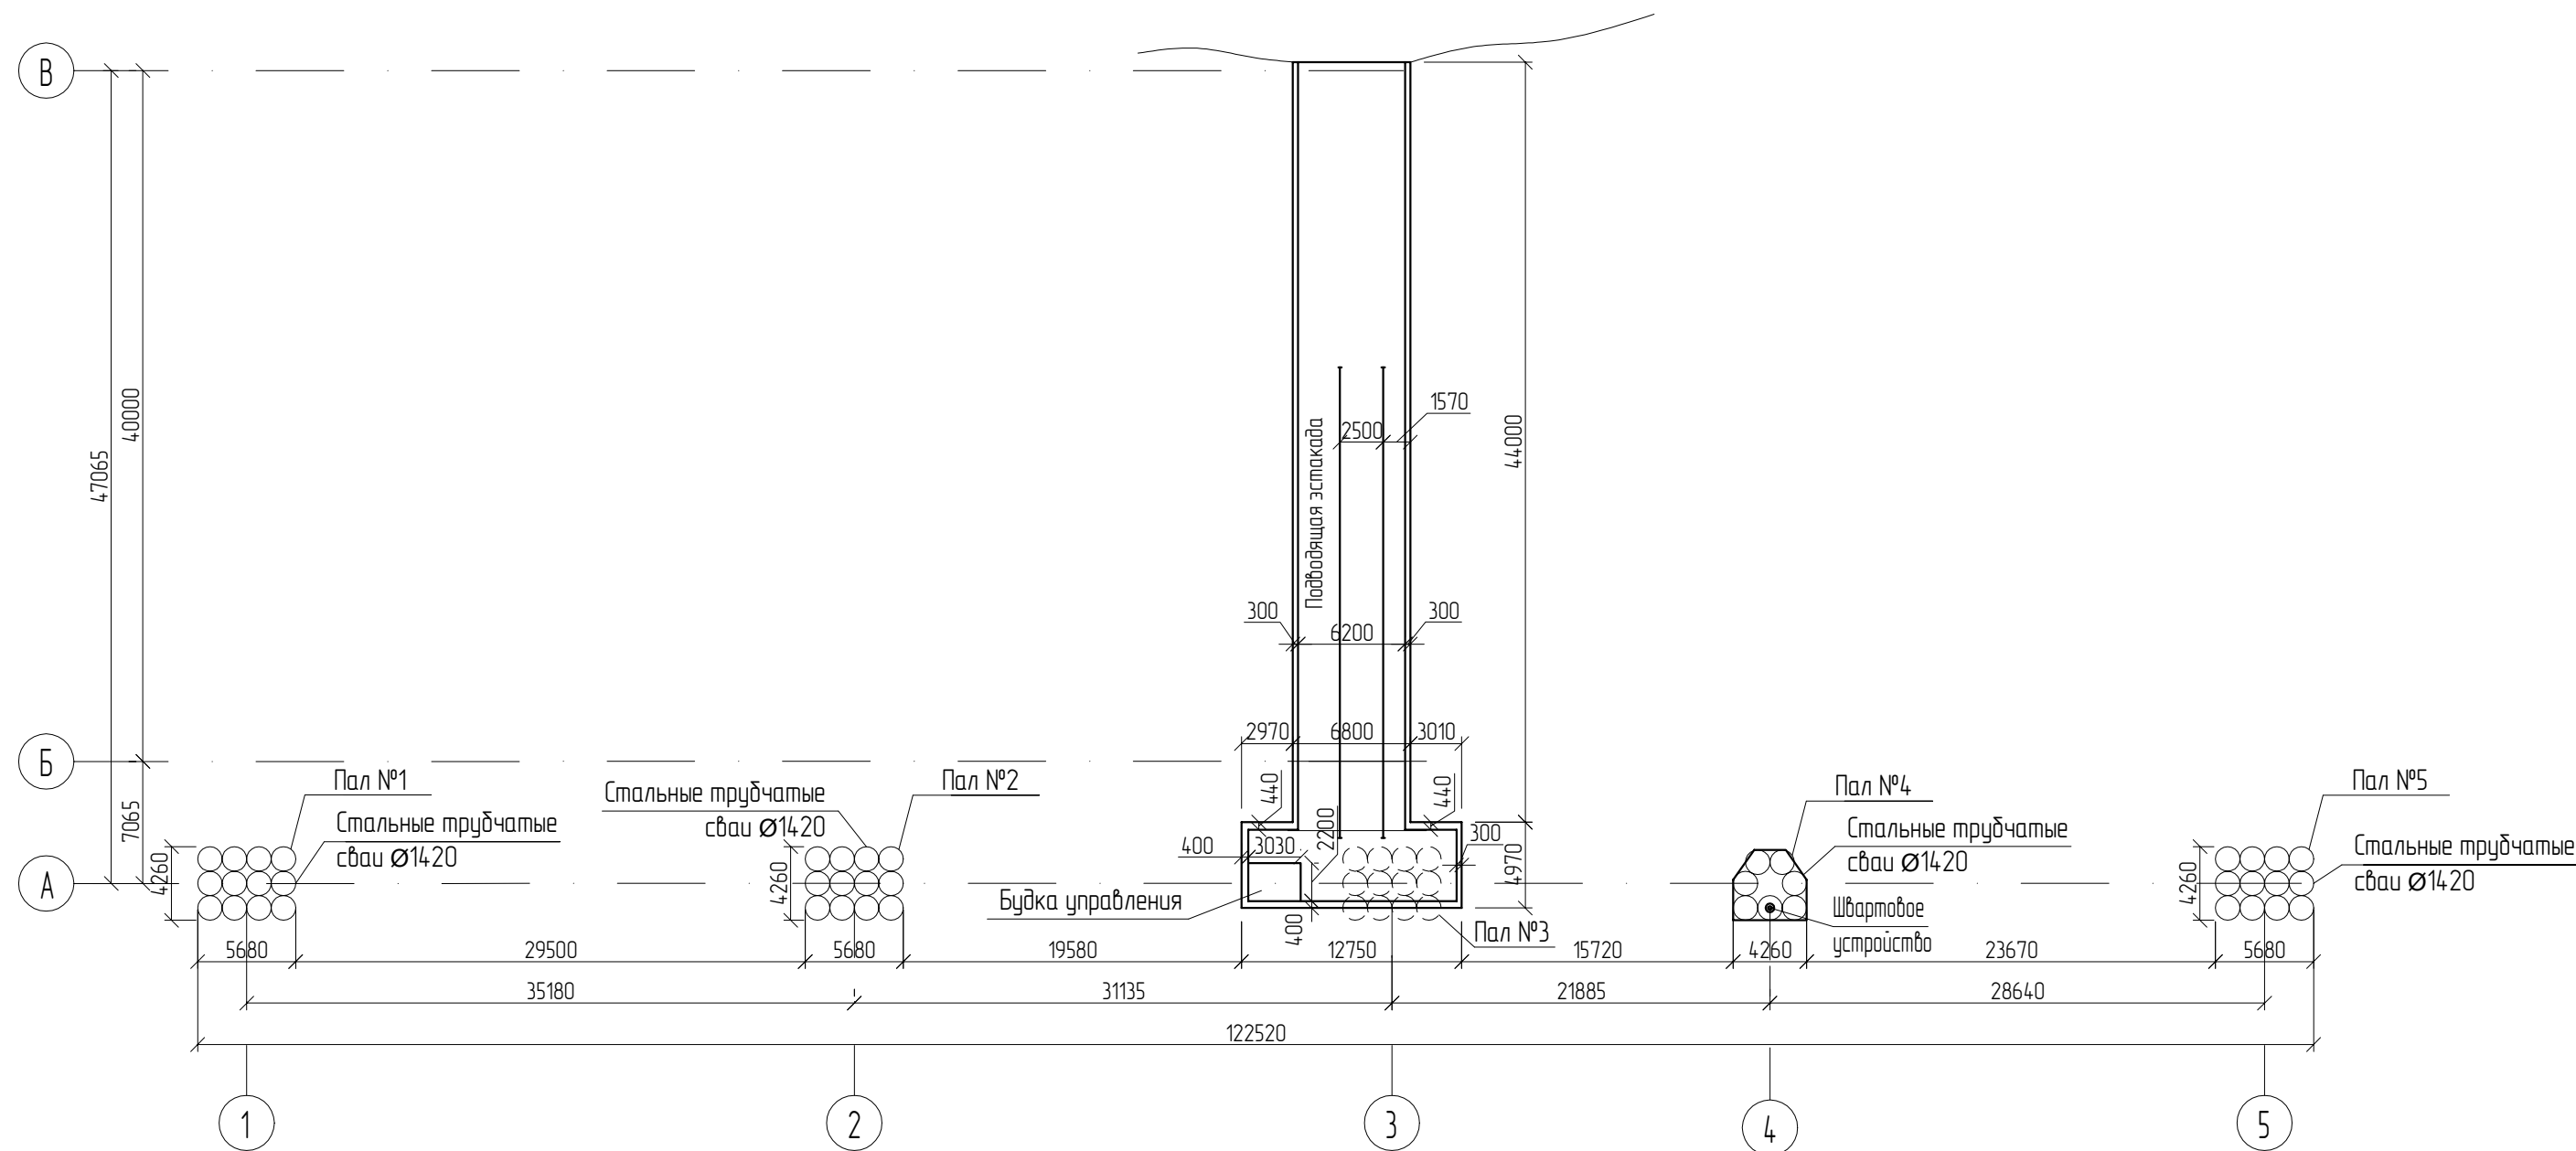 В
40000
47065
44000
1570
2500
Подводящая эстакада
300
6200
300
2970
6800
3010
Б
7065
440
440
2200
300
Пал №1
Стальные трубчатые
сваи Ø1420
4260
Стальные трубчатые
сваи Ø1420
Пал №2
4260
400
3030
4970
Будка управления
400
Пал №3
Пал №4
Стальные трубчатые
сваи Ø1420
Швартовое
устройство
Пал №5
Стальные трубчатые
сваи Ø1420
4260
А
5680
29500
5680
19580
12750
15720
4260
23670
5680
35180
31135
21885
28640
122520
1
2
3
4
5